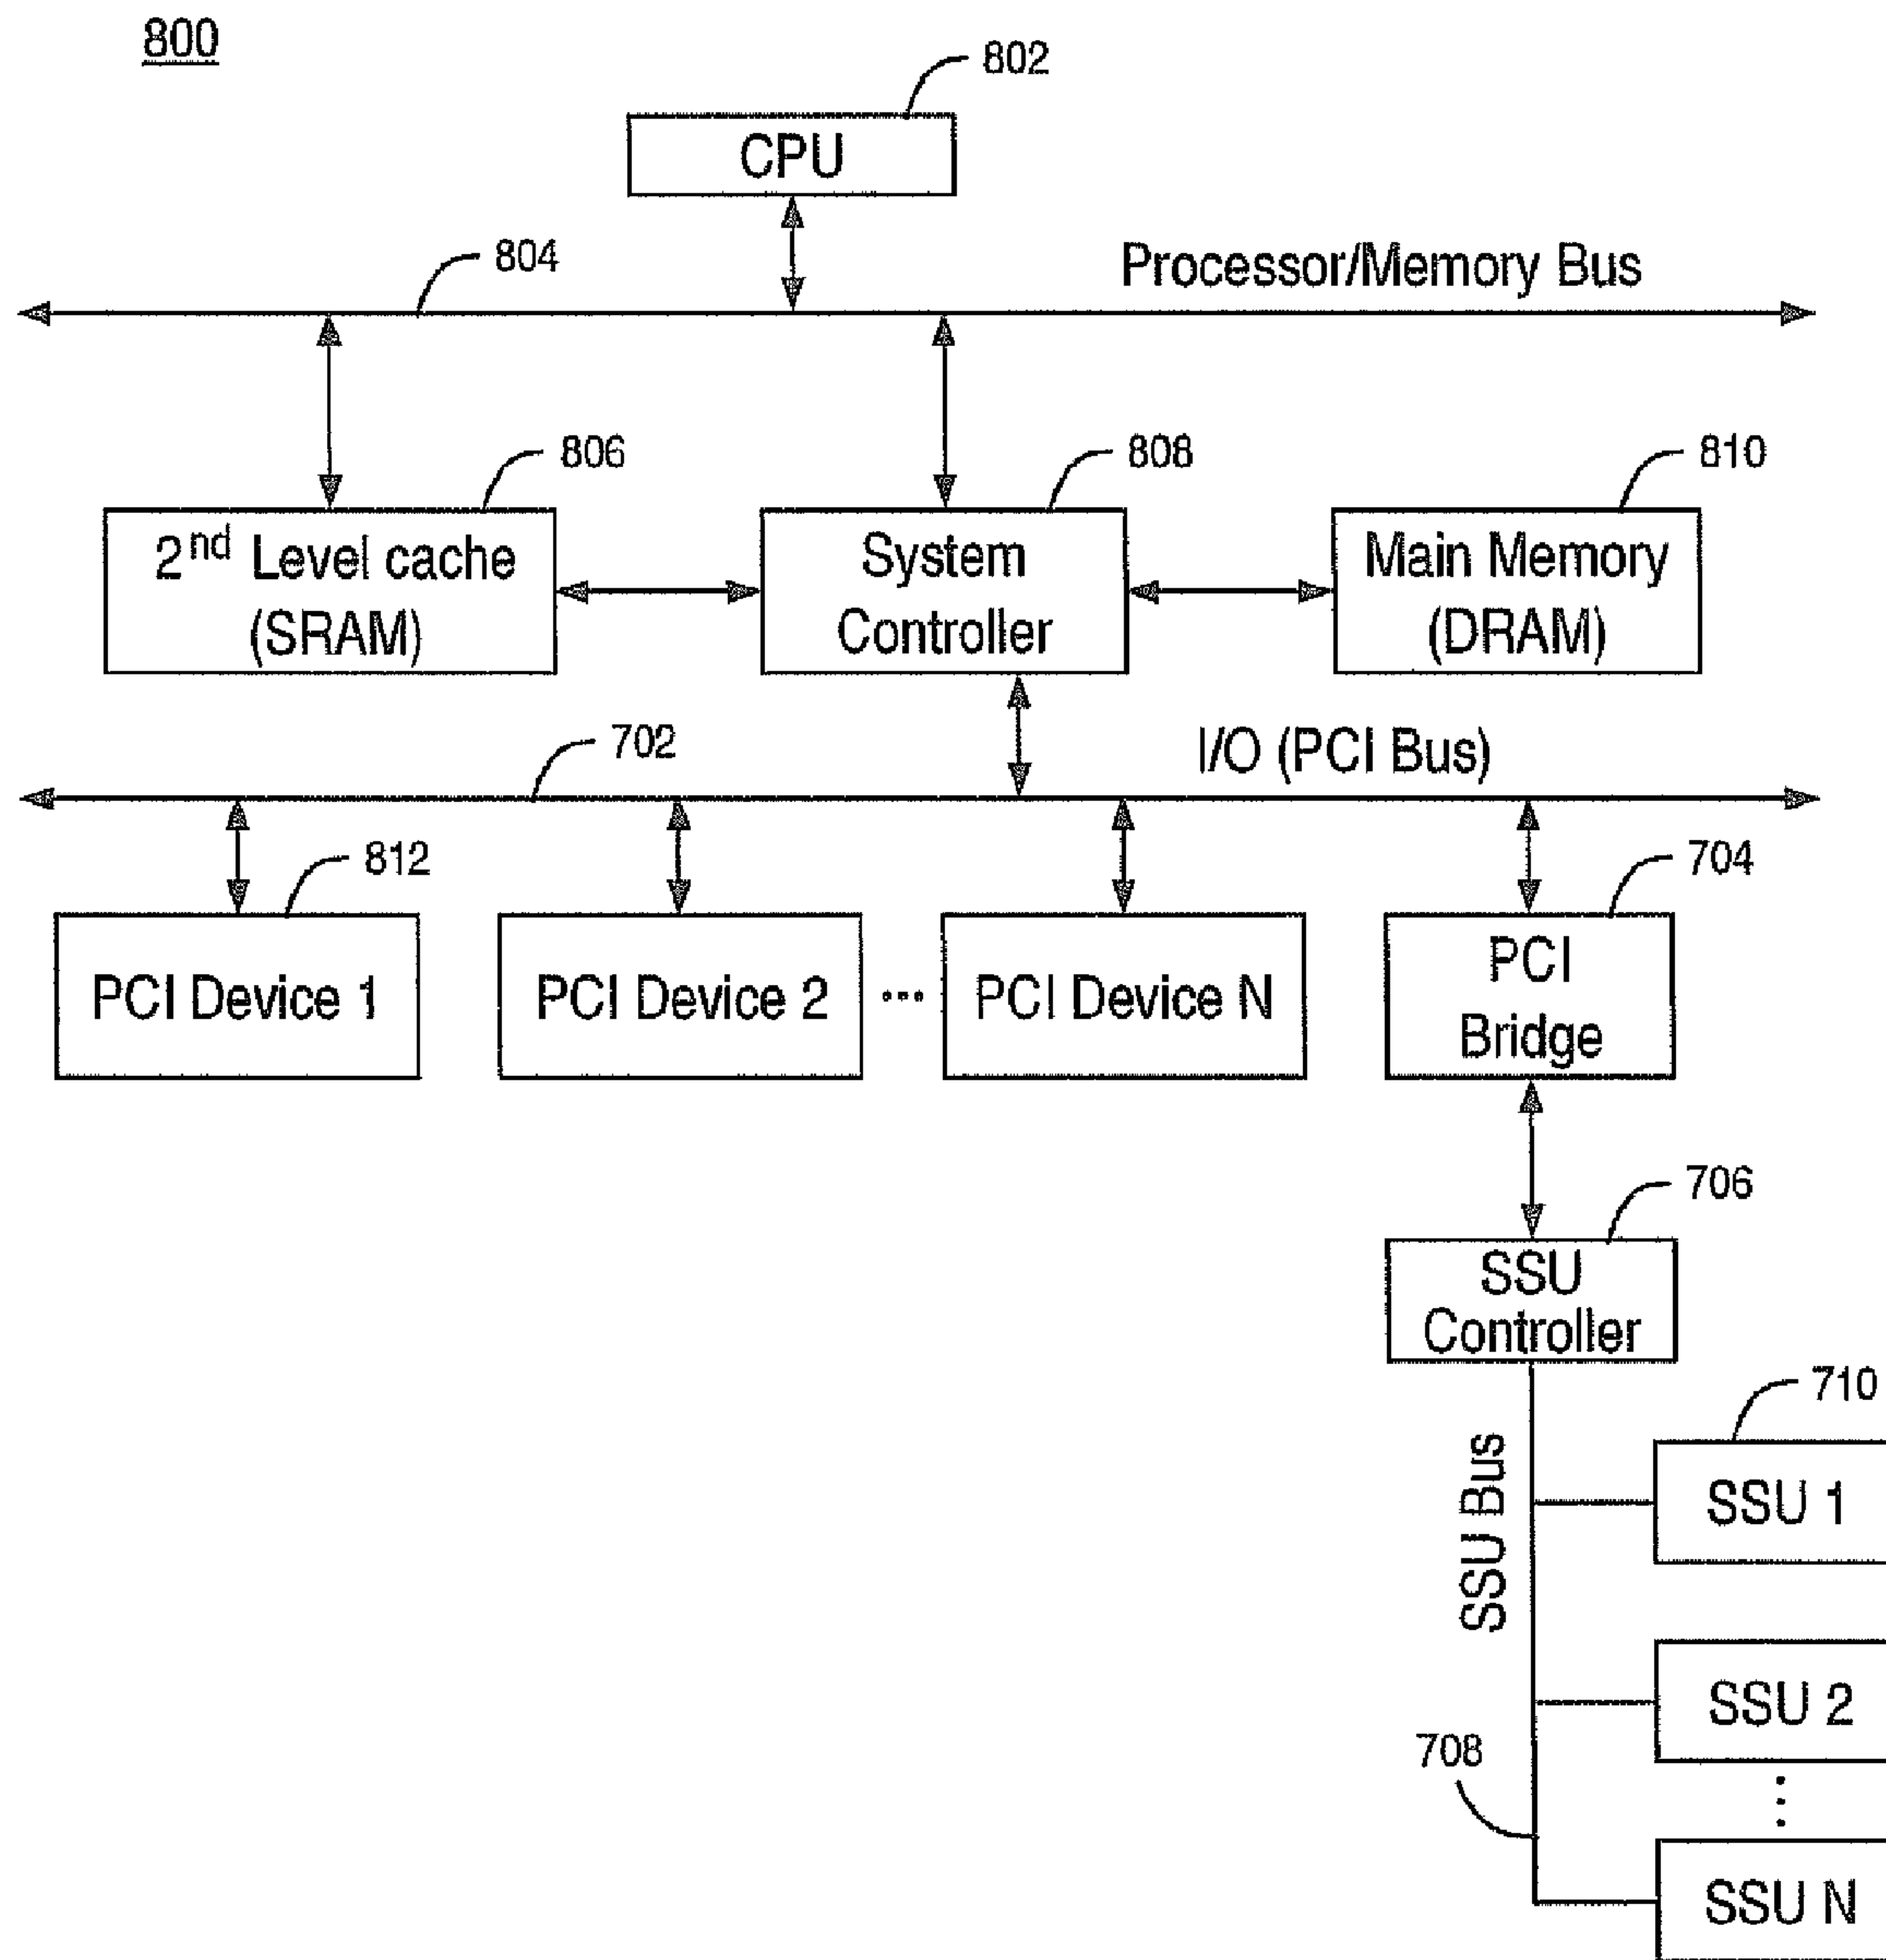 800
802
CPU
804
Processor/Memory Bus
806
808
810
2nd Level cache
(SRAM)
System
Controller
Main Memory
(DRAM)
702
I/O (PCI Bus)
812
704
PCI Device 1
PCI Device 2
...
PCI Device N
PCI
Bridge
706
SSU
Controller
710
SSU Bus
SSU 1
SSU 2
708
⋮
SSU N